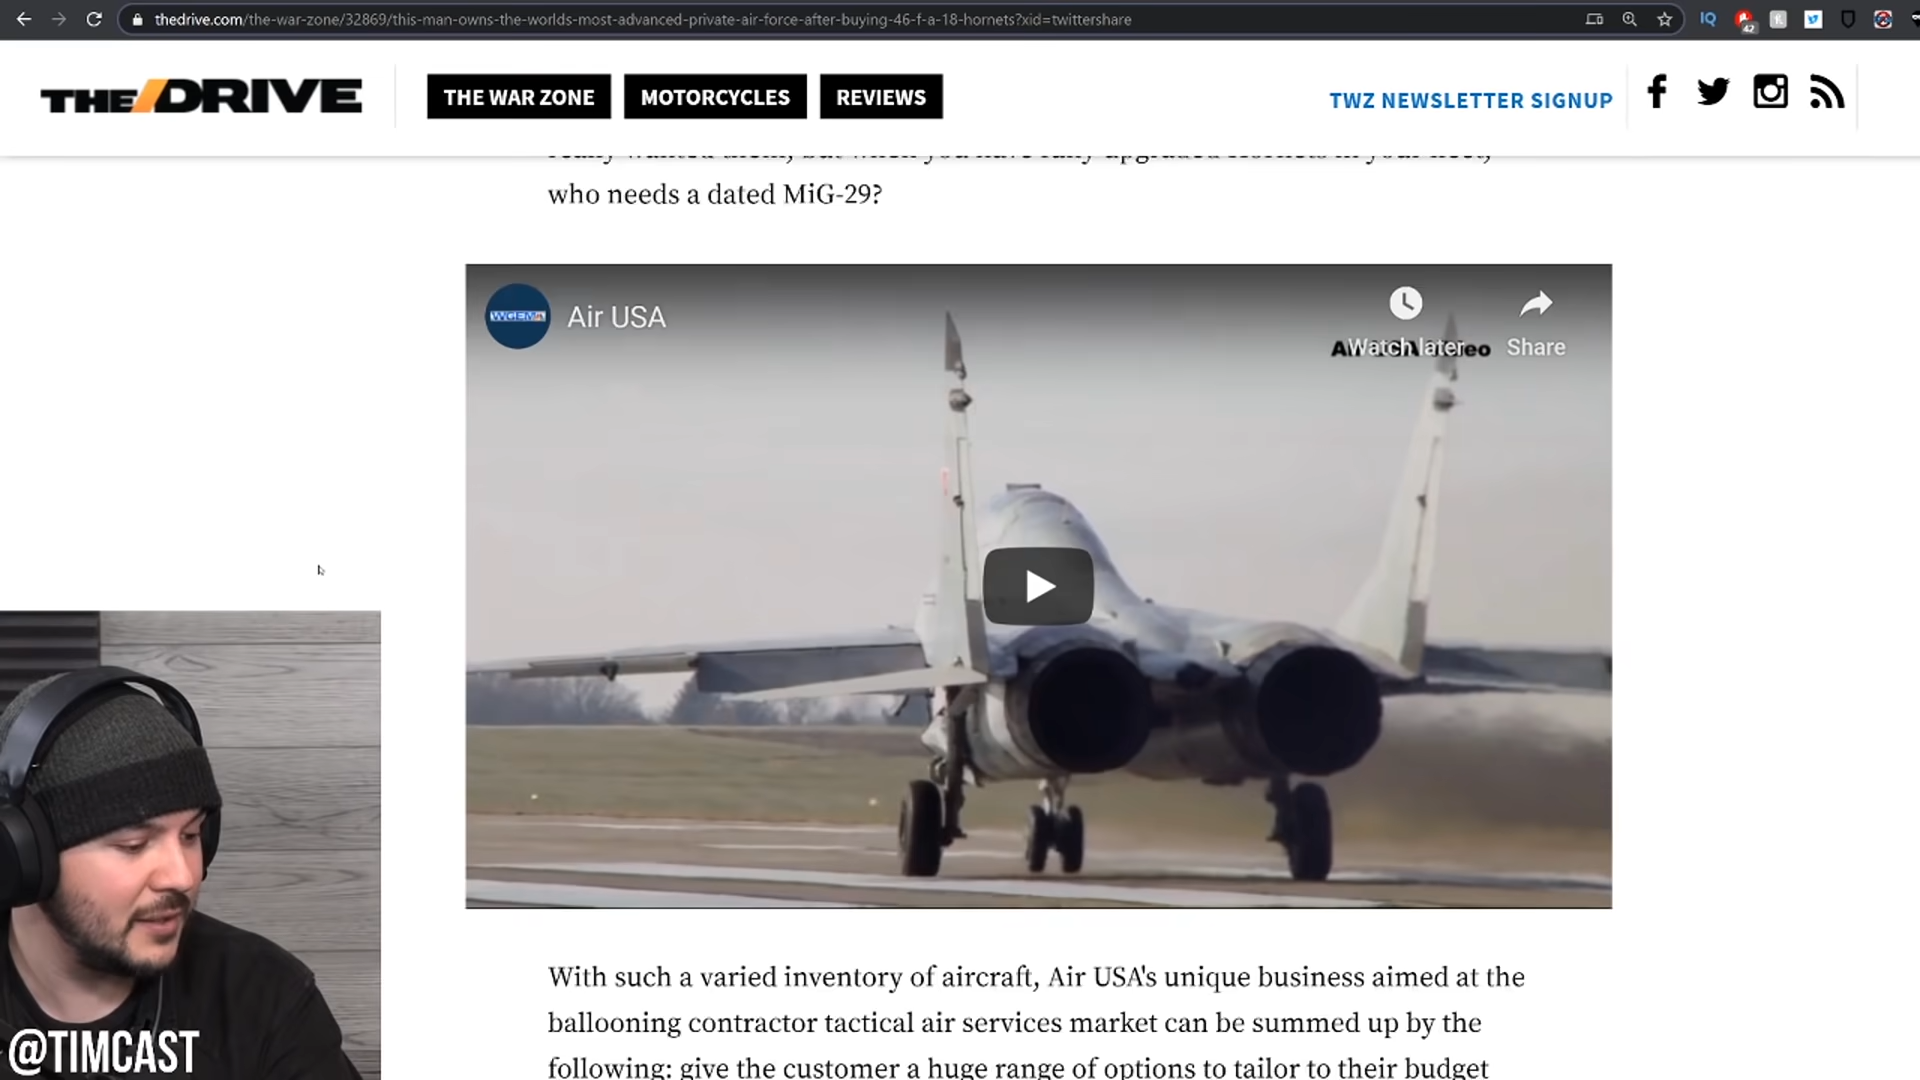 thedrive.com/the-war-zone/32869/this-man-owns-the-worlds-most-advanced-private-air-force-after-buying-46-f-a-18-hornets?xid=twittershare
IQ
42
THE DRIVE
THE WAR ZONE
MOTORCYCLES
REVIEWS
TWZ NEWSLETTER SIGNUP
who needs a dated MiG-29?
WGEM
Air USA
Watch later
Share
With such a varied inventory of aircraft, Air USA's unique business aimed at the
ballooning contractor tactical air services market can be summed up by the
following: give the customer a huge range of options to tailor to their budget
@TIMCAST